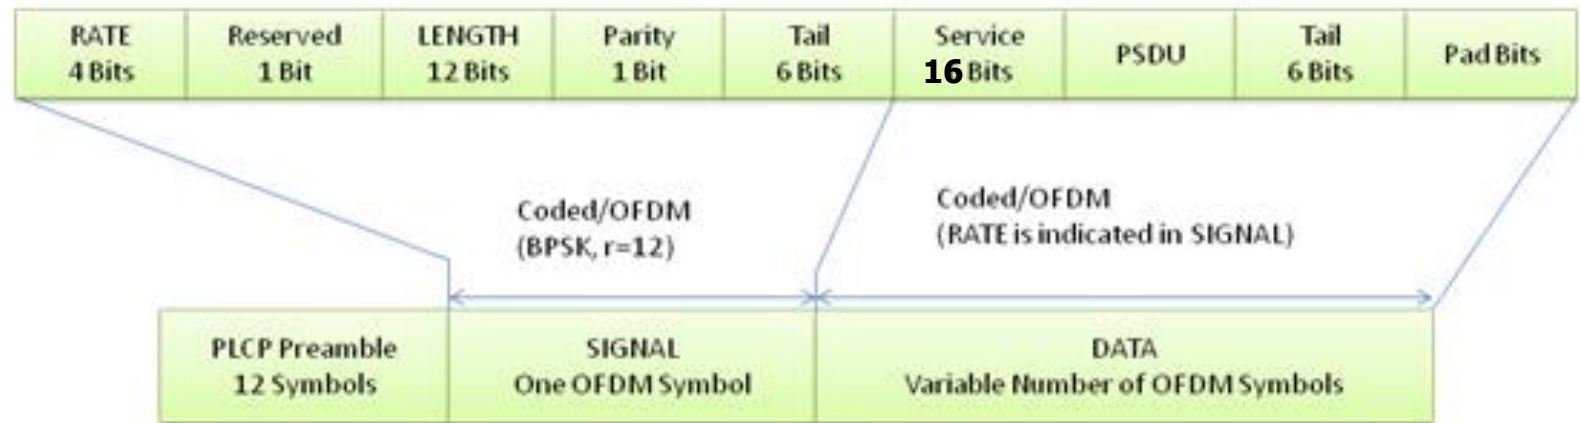 RATE
4 Bits
Reserved
1 Bit
LENGTH
12 Bits
Parity
1 Bit
Tail
6 Bits
Service
16 Bits
PSDU
Tail
6 Bits
Pad Bits
Coded/OFDM
(BPSK, r=12)
Coded/OFDM
(RATE is indicated in SIGNAL)
PLCP Preamble
12 Symbols
SIGNAL
One OFDM Symbol
DATA
Variable Number of OFDM Symbols